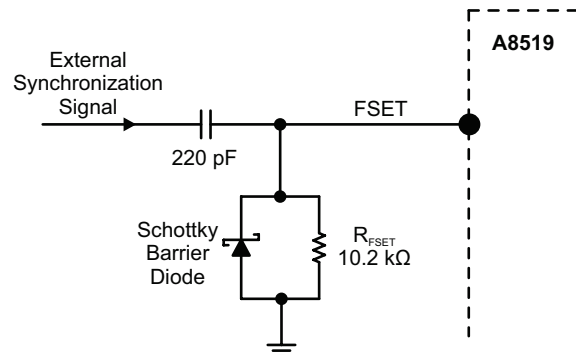 A8519
External
Synchronization
Signal
FSET
220 pF
Schottky
Barrier
Diode
RFSET
10.2 kΩ